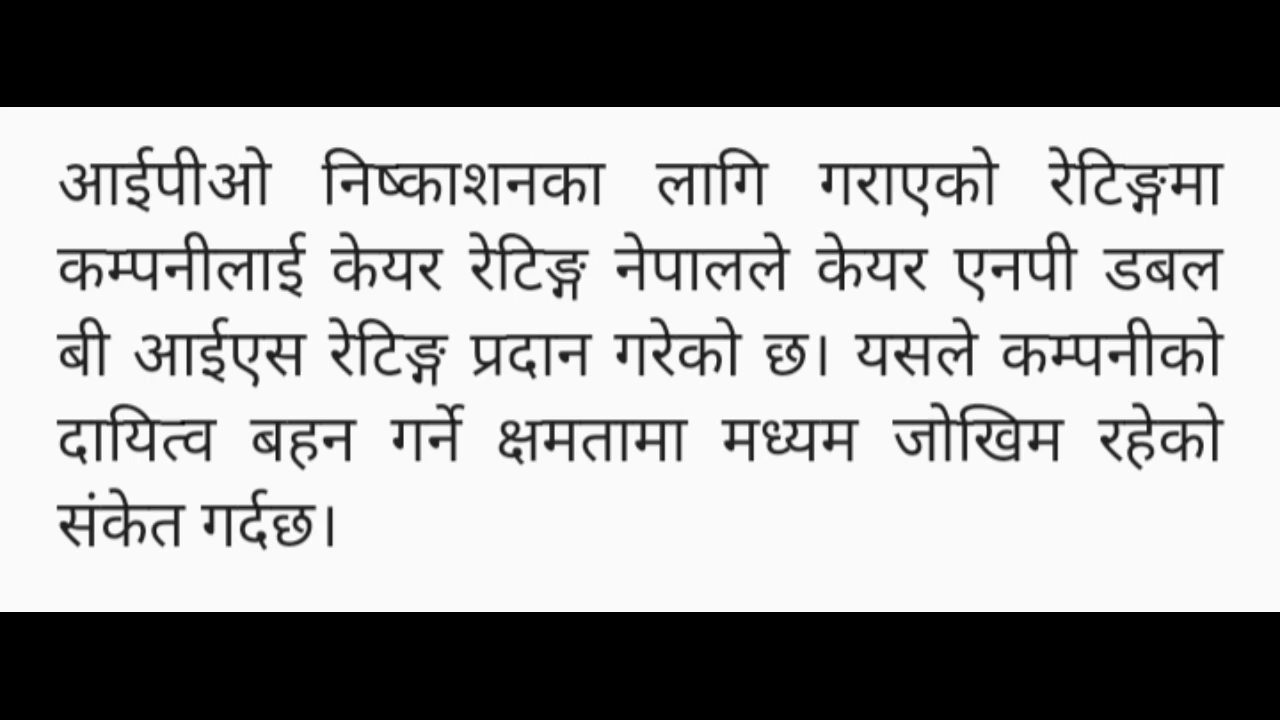 आईपीओ निष्काशनका लागि गराएको रेटिङ्गमा
कम्पनीलाई केयर रेटिङ्ग नेपालले केयर एनपी डबल
बी आईएस रेटिङ्ग प्रदान गरेको छ। यसले कम्पनीको
दायित्व बहन गर्ने क्षमतामा मध्यम जोखिम रहेको
संकेत गर्दछ।